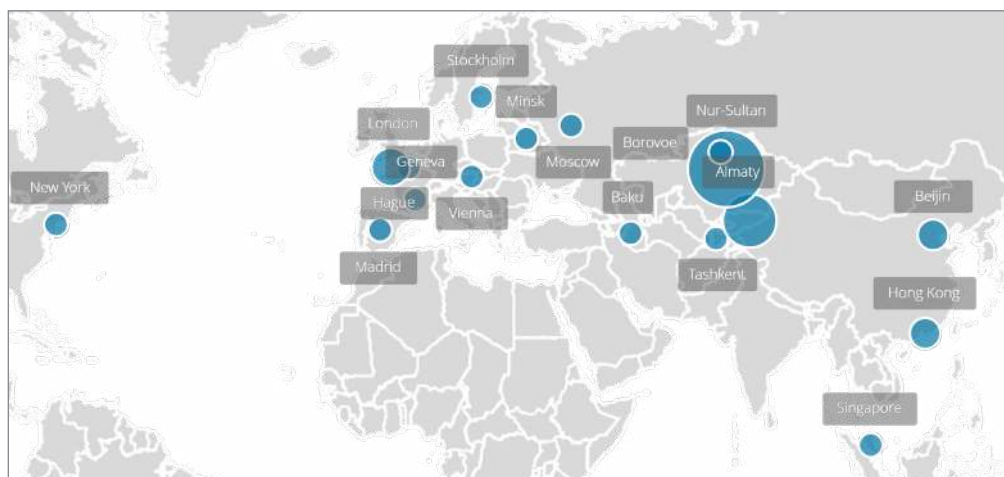 Stockholm
Minsk
Nur-Sultan
London
Borovoe
Geneva
Moscow
Almaty
New York
Hague
Vienna
Baku
Beijin
Madrid
Tashkent
Hong Kong
Singapore